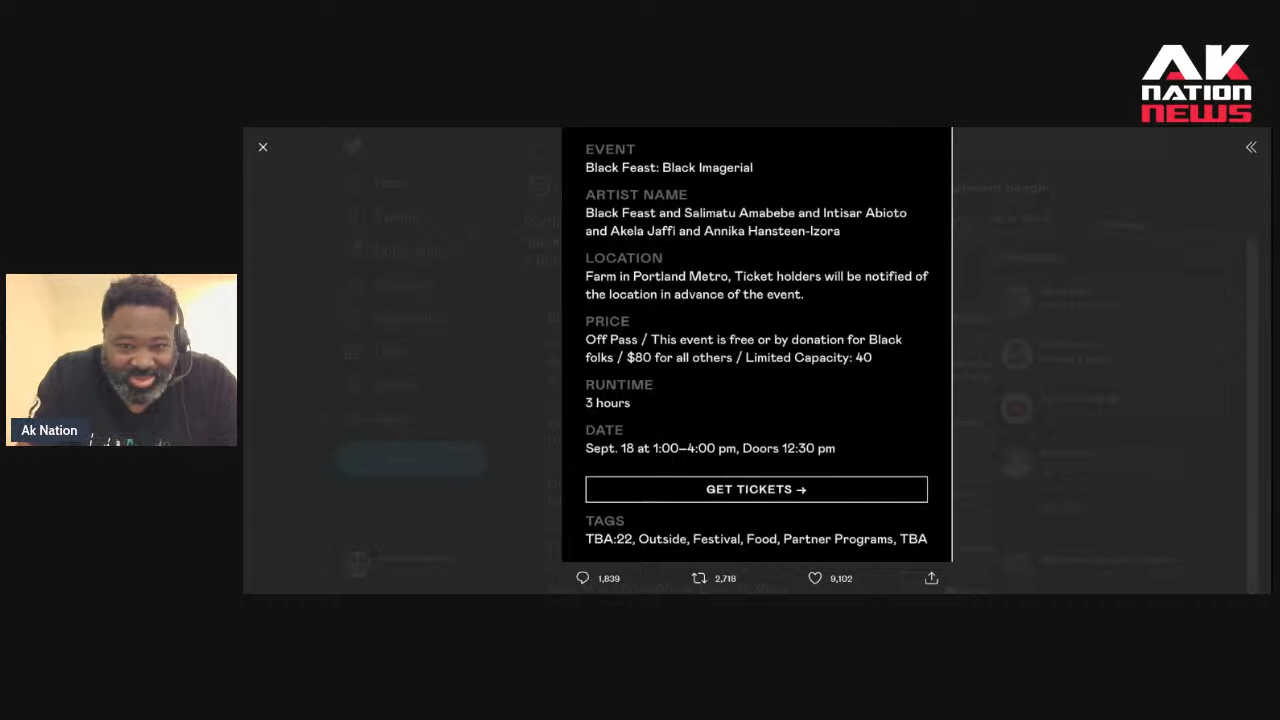 AK
NATION
NEWS
EVENT
Black Feast: Black Imagerial
ARTIST NAME
Black Feast and Salimatu Amabebe and Intisar Abioto
and Akela Jaffi and Annika Hansteen-Izora
LOCATION
Farm in Portland Metro, Ticket holders will be notified of
the location in advance of the event.
PRICE
Off Pass / This event is free or by donation for Black
folks / $80 for all others / Limited Capacity: 40
RUNTIME
3 hours
DATE
Sept. 18 at 1:00–4:00 pm, Doors 12:30 pm
GET TICKETS →
TAGS
TBA:22, Outside, Festival, Food, Partner Programs, TBA
1,839 2,718 9,102
Ak Nation